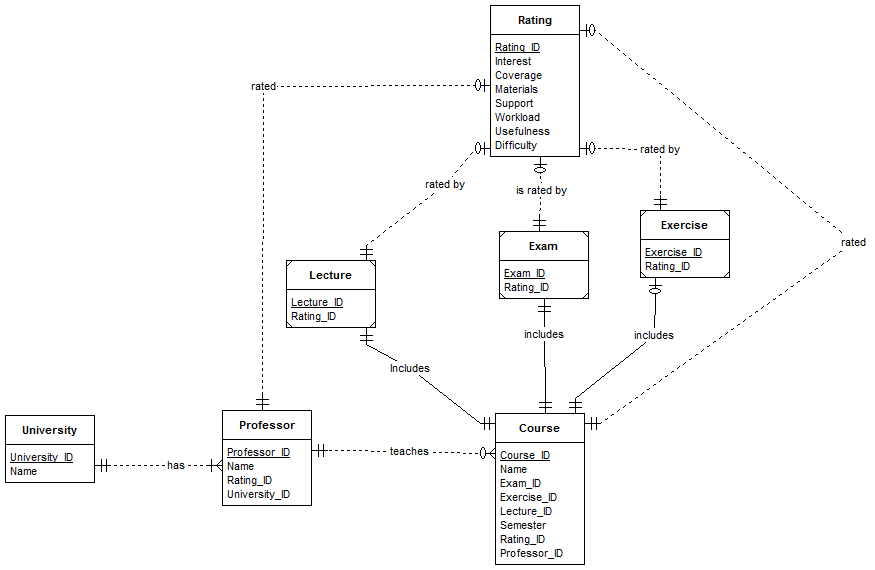 Rating
Rating_ID
Interest
Coverage
Materials
Support
Workload
Usefulness
Difficulty
rated
rated by
is rated by
rated by
rated
Lecture
Lecture_ID
Rating_ID
Exam
Exam_ID
Rating_ID
Exercise
Exercise_ID
Rating_ID
Includes
includes
includes
University
University_ID
Name
has
Professor
Professor_ID
Name
Rating_ID
University_ID
teaches
Course
Course_ID
Name
Exam_ID
Exercise_ID
Lecture_ID
Semester
Rating_ID
Professor_ID